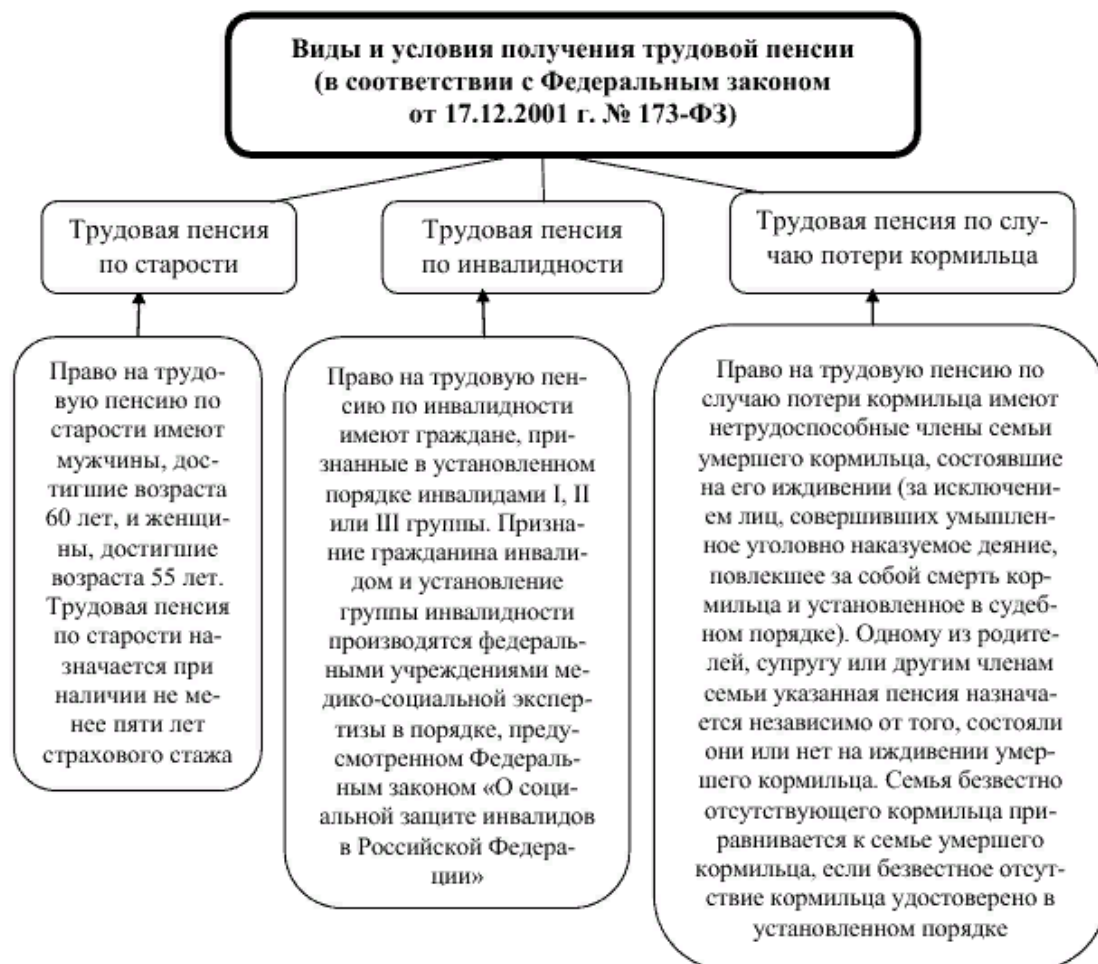 Виды и условия получения трудовой пенсии
(в соответствии с Федеральным законом
от 17.12.2001 г. № 173-ФЗ)
Трудовая пенсия
по старости
Трудовая пенсия
по инвалидности
Трудовая пенсия по слу-
чаю потери кормильца
Право на трудо-
вую пенсию по
старости имеют
мужчины, дос-
тигшие возраста
60 лет, и женщи-
ны, достигшие
возраста 55 лет.
Трудовая пенсия
по старости на-
значается при
наличии не ме-
нее пяти лет
страхового стажа
Право на трудовую пен-
сию по инвалидности
имеют граждане, при-
знанные в установленном
порядке инвалидами I, II
или III группы. Призна-
ние гражданина инвали-
дом и установление
группы инвалидности
производятся федераль-
ными учреждениями ме-
дико-социальной экспер-
тизы в порядке, преду-
смотренном Федераль-
ным законом «О соци-
альной защите инвалидов
в Российской Федера-
ции»
Право на трудовую пенсию по
случаю потери кормильца имеют
нетрудоспособные члены семьи
умершего кормильца, состоявшие
на его иждивении (за исключени-
ем лиц, совершивших умышлен-
ное уголовно наказуемое деяние,
повлекшее за собой смерть кор-
мильца и установленное в судеб-
ном порядке). Одному из родите-
лей, супругу или другим членам
семьи указанная пенсия назнача-
ется независимо от того, состояли
они или нет на иждивении умер-
шего кормильца. Семья безвестно
отсутствующего кормильца при-
равнивается к семье умершего
кормильца, если безвестное отсут-
ствие кормильца удостоверено в
установленном порядке